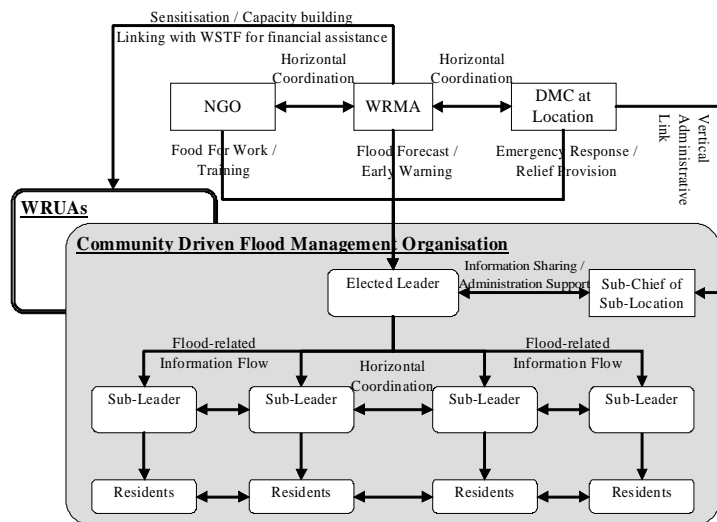 Sensitisation / Capacity building
Linking with WSTF for financial assistance
Horizontal
Coordination
Horizontal
Coordination
NGO
WRMA
DMC at
Location
Food For Work /
Training
Flood Forecast /
Early Warning
Emergency Response /
Relief Provision
Vertical
Administrative
Link
WRUAs
Community Driven Flood Management Organisation
Information Sharing /
Administration Support
Elected Leader
Sub-Chief of
Sub-Location
Flood-related
Information Flow
Horizontal
Coordination
Flood-related
Information Flow
Sub-Leader
Sub-Leader
Sub-Leader
Sub-Leader
Residents
Residents
Residents
Residents